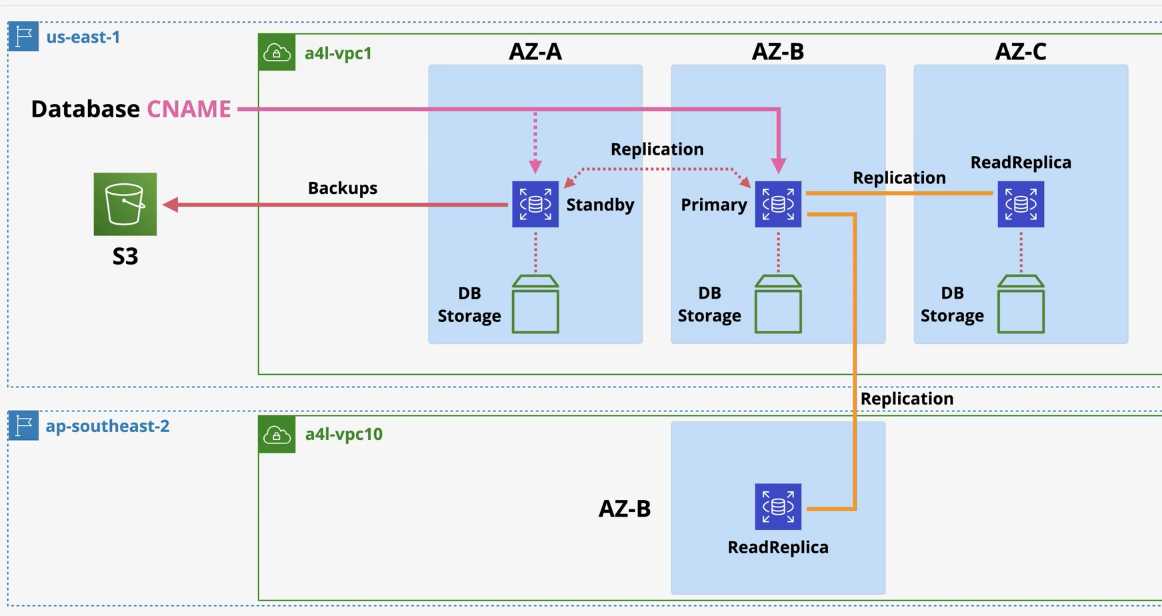 us-east-1
a4l-vpc1
AZ-A
AZ-B
AZ-C
Database CNAME
Replication
ReadReplica
Replication
Backups
Standby
Primary
S3
DB
Storage
DB
Storage
DB
Storage
Replication
ap-southeast-2
a4l-vpc10
AZ-B
ReadReplica